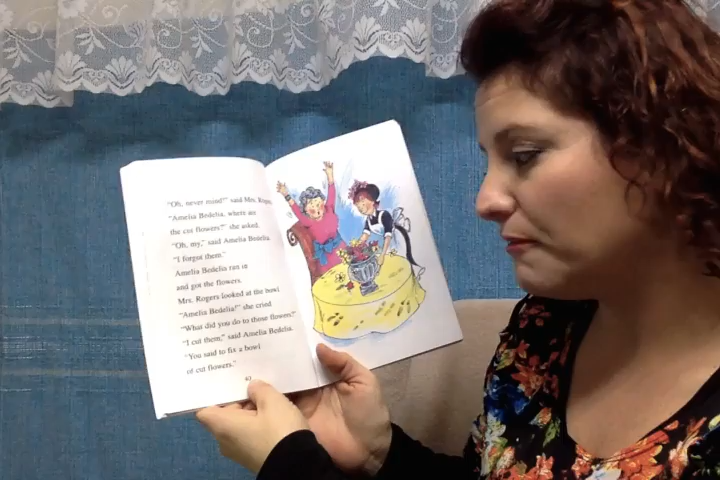 "Oh, never mind!" said Mrs. Rogers.
"Amelia Bedelia, where are
the cut flowers?" she asked.
"Oh, my," said Amelia Bedelia.
"I forgot them."
Amelia Bedelia ran in
and got the flowers.
Mrs. Rogers looked at the bowl.
"Amelia Bedelia!" she cried.
"What did you do to those flowers?"
"I cut them," said Amelia Bedelia.
"You said to fix a bowl
of cut flowers."